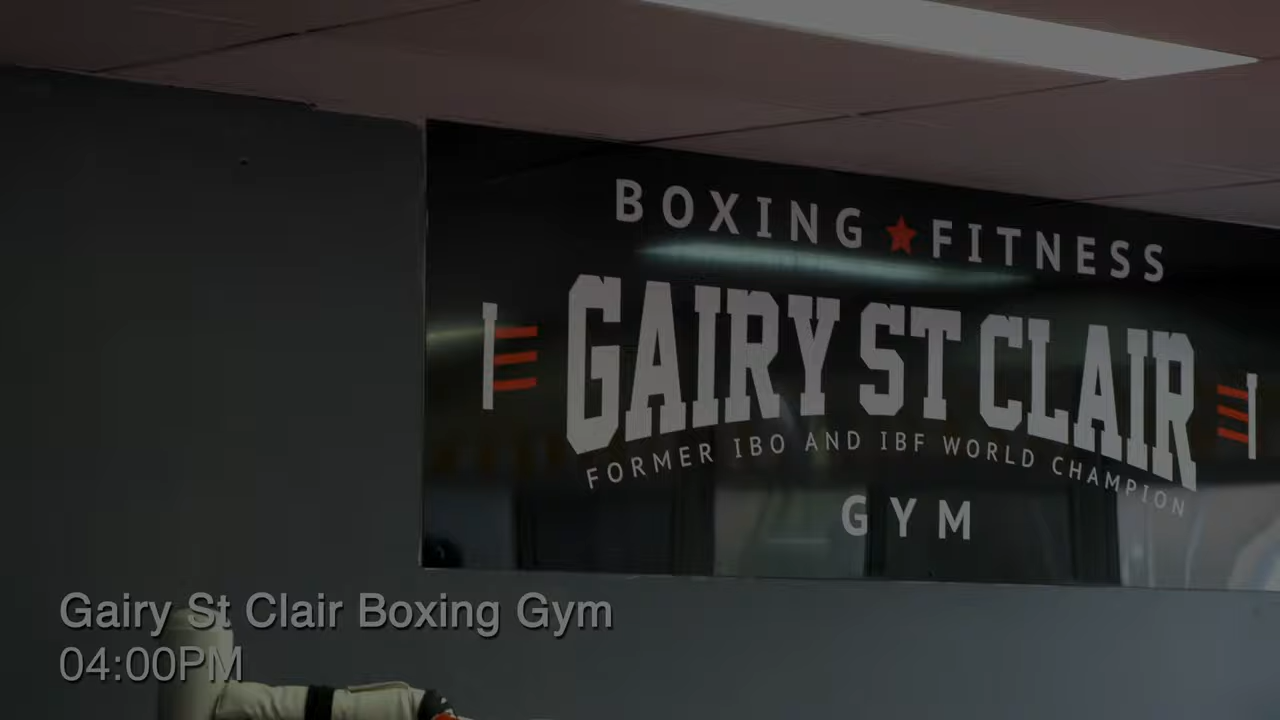 BOXING ★ FITNESS
GAIRY ST CLAIR
FORMER IBO AND IBF WORLD CHAMPION
GYM
Gairy St Clair Boxing Gym
04:00PM